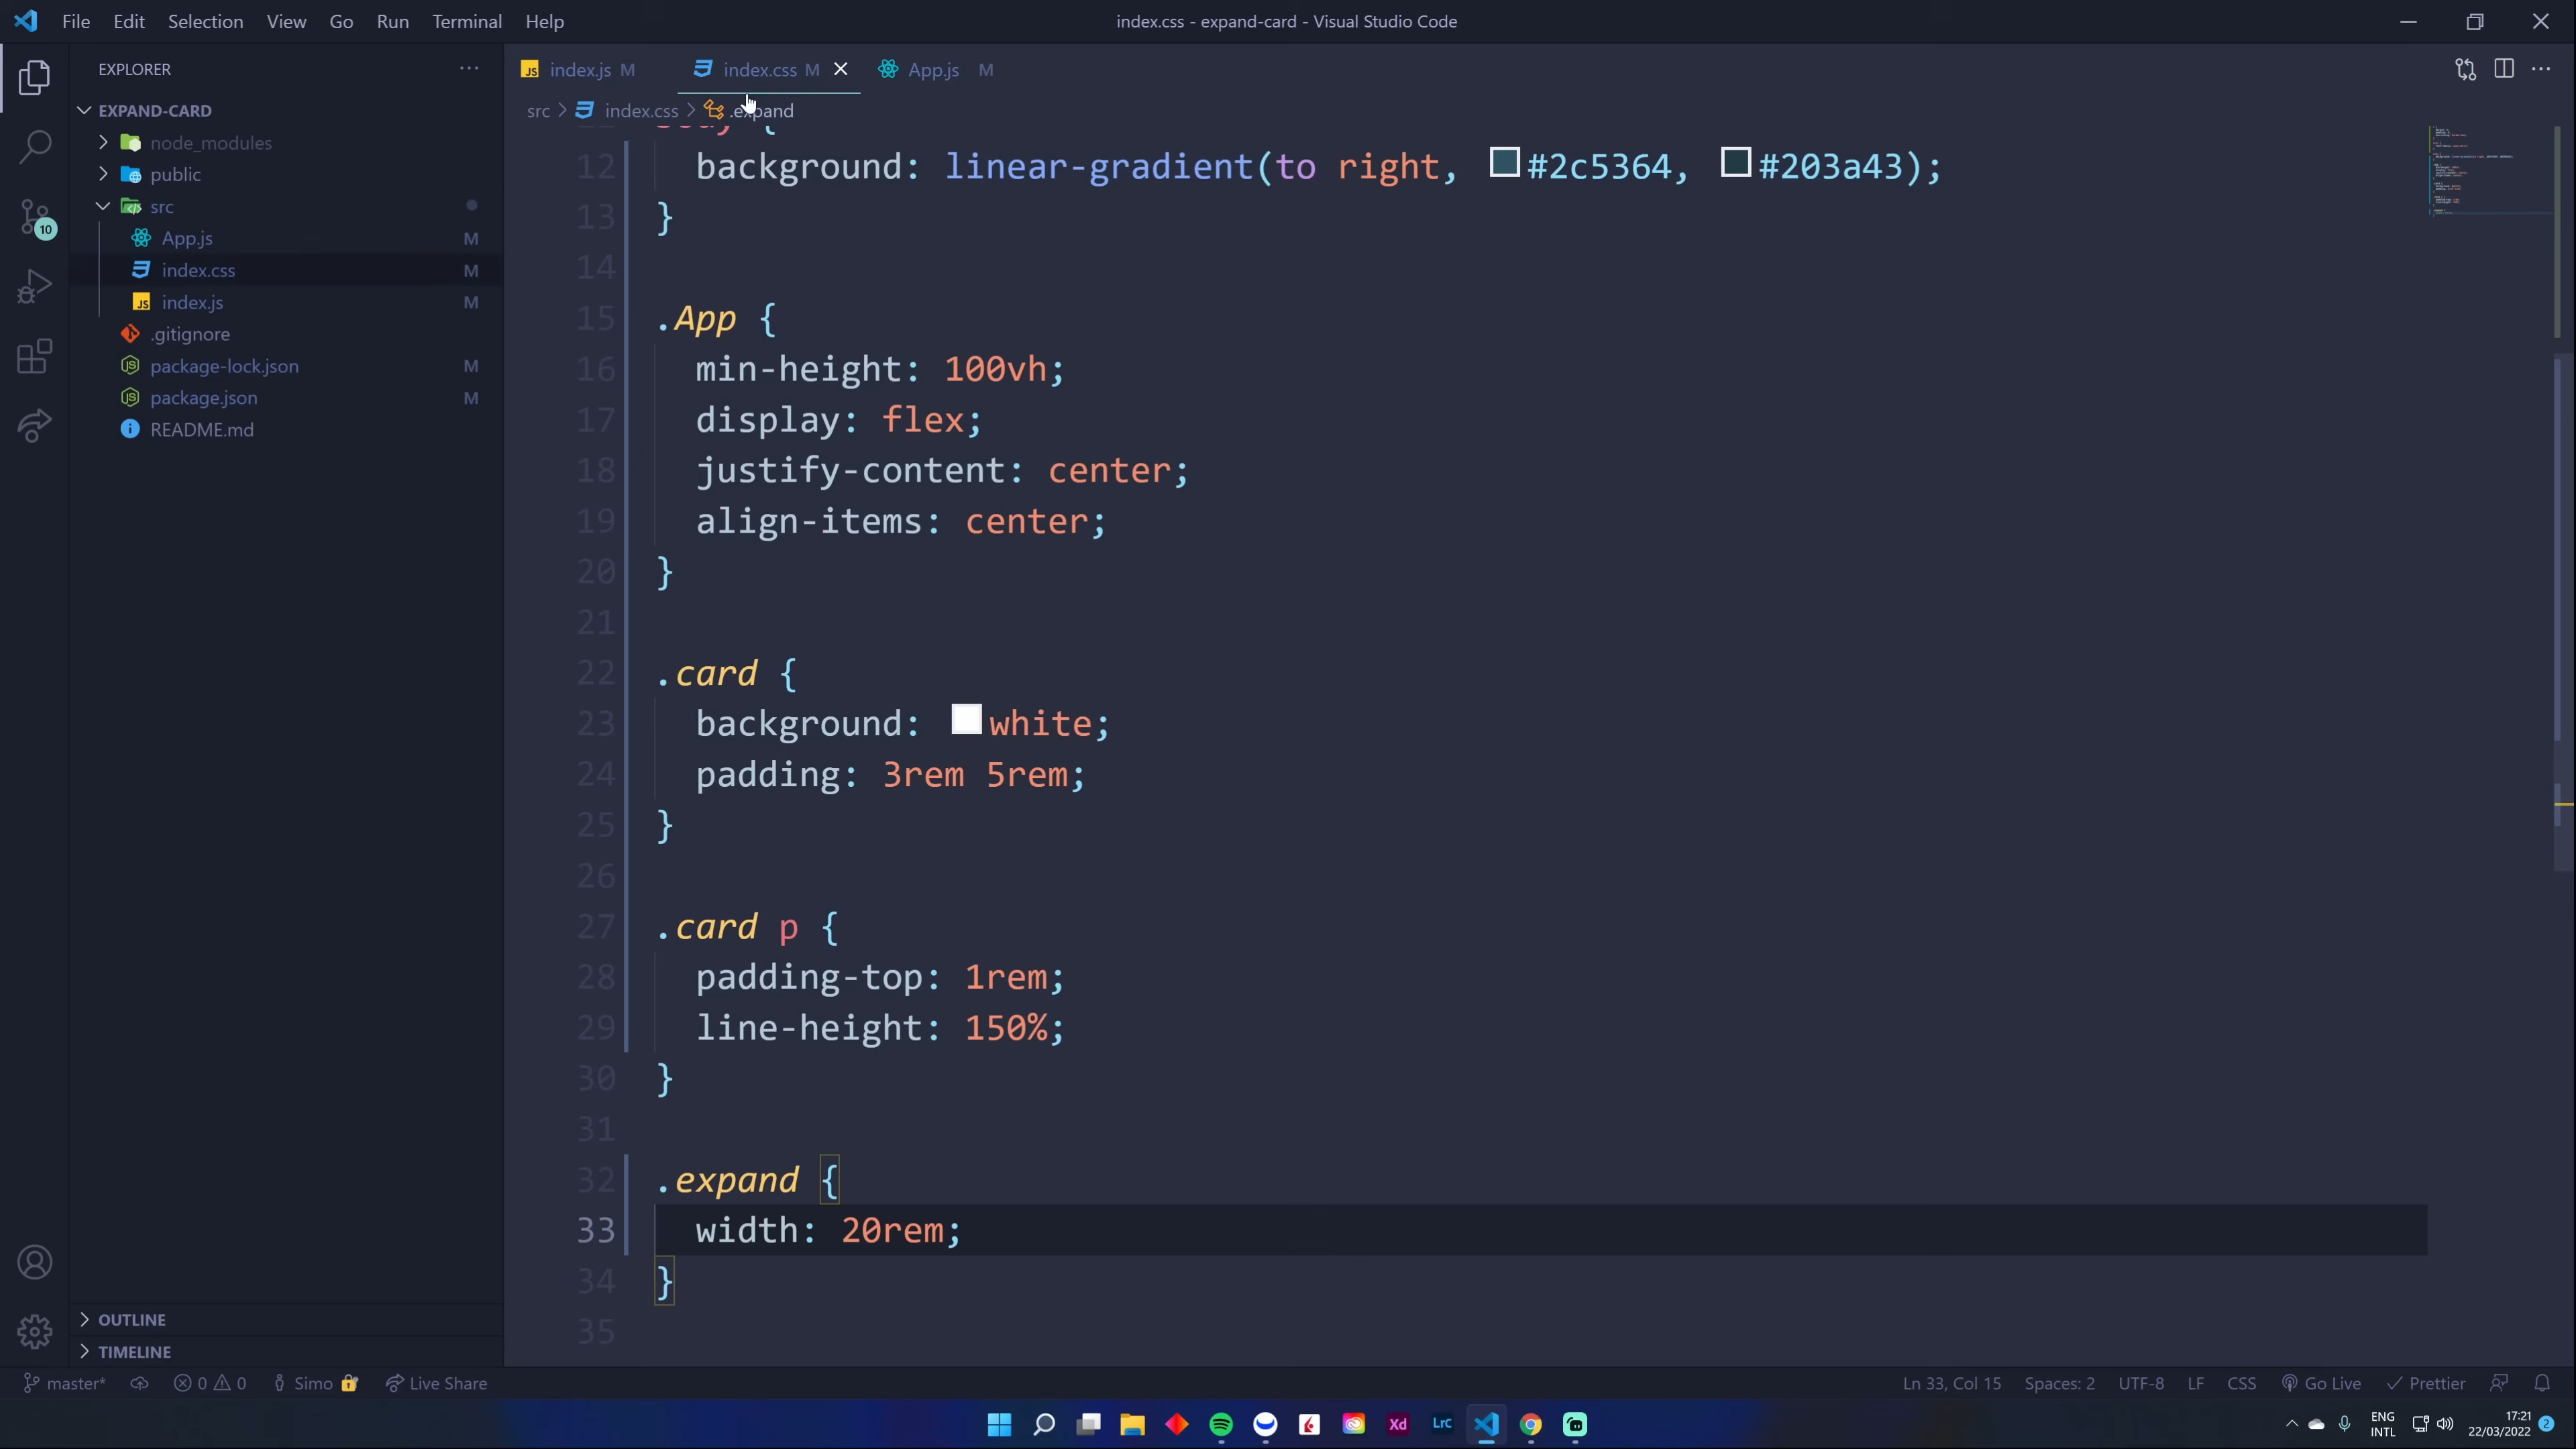 File Edit Selection View Go Run Terminal Help
index.css - expand-card - Visual Studio Code
EXPLORER
EXPAND-CARD
node_modules
public
src
App.js M
index.css M
index.js M
.gitignore
package-lock.json M
package.json M
README.md
OUTLINE
TIMELINE
index.js M
index.css M
App.js M
src > index.css > .expand
10
12 background: linear-gradient(to right, #2c5364, #203a43);
13 }
14
15 .App {
16 min-height: 100vh;
17 display: flex;
18 justify-content: center;
19 align-items: center;
20 }
21
22 .card {
23 background: white;
24 padding: 3rem 5rem;
25 }
26
27 .card p {
28 padding-top: 1rem;
29 line-height: 150%;
30 }
31
32 .expand {
33 width: 20rem;
34 }
35
master* 0 0 Simo Live Share
Ln 33, Col 15 Spaces: 2 UTF-8 LF CSS Go Live Prettier
Xd LrC
ENG
INTL
17:21
22/03/2022
2